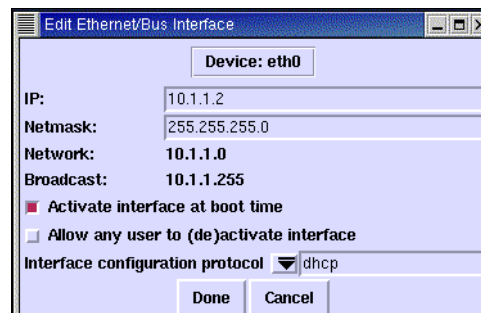 Edit Ethernet/Bus Interface
Device: eth0
IP: 10.1.1.2
Netmask: 255.255.255.0
Network: 10.1.1.0
Broadcast: 10.1.1.255
Activate interface at boot time
Allow any user to (de)activate interface
Interface configuration protocol dhcp
Done Cancel